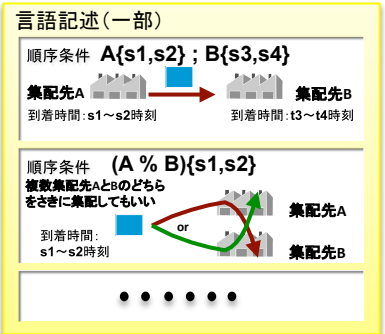 言語記述(一部)
順序条件 A{s1,s2} ; B{s3,s4}
集配先A
集配先B
到着時間:s1~s2時刻
到着時間:t3~t4時刻
順序条件 (A % B){s1,s2}
複数集配先AとBのどちら
をさきに集配してもいい
集配先A
or
到着時間:
s1~s2時刻
集配先B
••••••